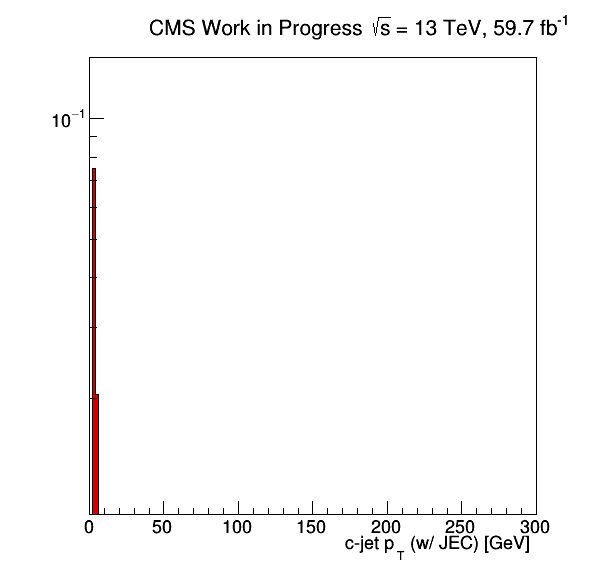 CMS Work in Progress √s = 13 TeV, 59.7 fb⁻¹
10⁻¹
0 50 100 150 200 250 300
c-jet p_T (w/ JEC) [GeV]